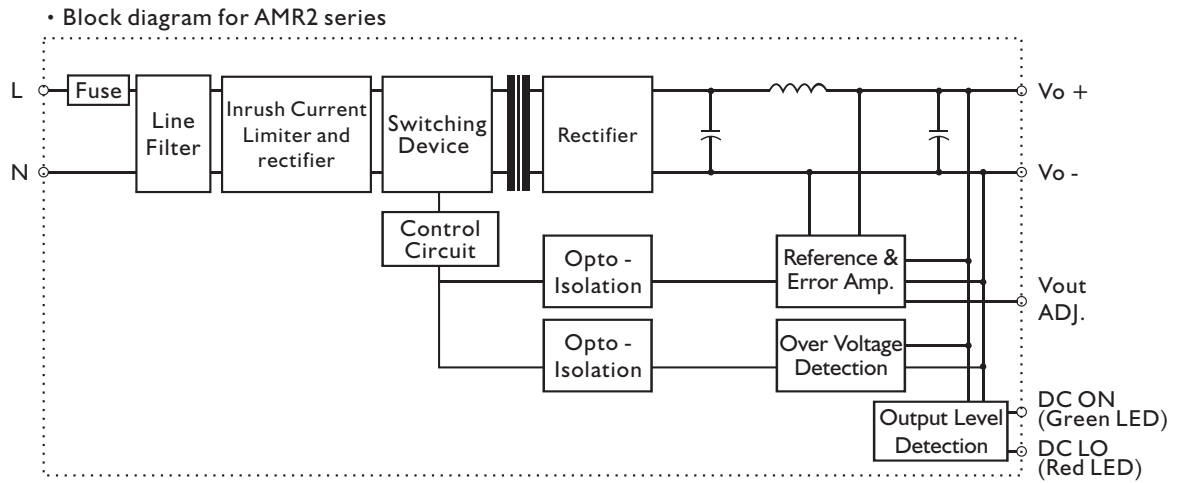 • Block diagram for AMR2 series
L
Fuse
Line
Filter
Inrush Current
Limiter and
rectifier
Switching
Device
Rectifier
Vo +
N
Vo -
Control
Circuit
Opto -
Isolation
Reference &
Error Amp.
Vout
ADJ.
Opto -
Isolation
Over Voltage
Detection
Output Level
Detection
DC ON
(Green LED)
DC LO
(Red LED)